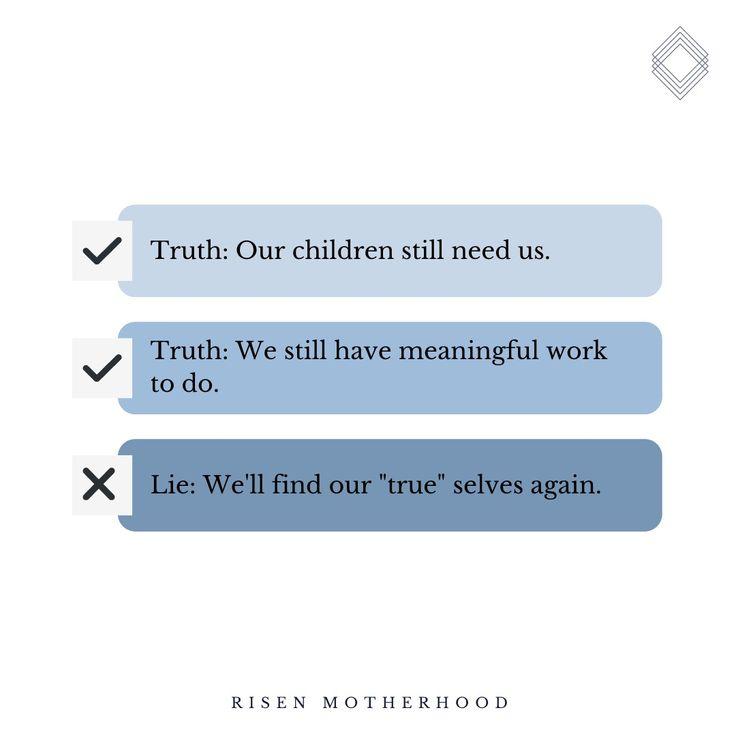 Truth: Our children still need us.
Truth: We still have meaningful work
to do.
Lie: We'll find our "true" selves again.
RISEN MOTHERHOOD